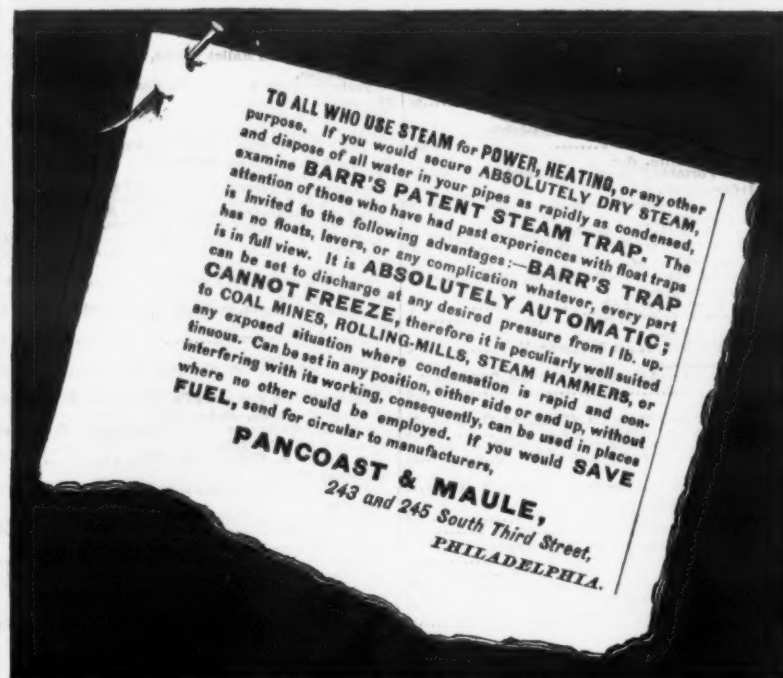 TO ALL WHO USE STEAM for POWER, HEATING, or any other
purpose. If you would secure ABSOLUTELY DRY STEAM,
and dispose of all water in your pipes as rapidly as condensed,
examine BARR'S PATENT STEAM TRAP. The
attention of those who have had past experiences with float traps
is Invited to the following advantages:—BARR'S TRAP
has no floats, levers, or any complication whatever, every part
is in full view. It is ABSOLUTELY AUTOMATIC;
can be set to discharge at any desired pressure from 1 lb. up.
CANNOT FREEZE, therefore it is peculiarly well suited
to COAL MINES, ROLLING-MILLS, STEAM HAMMERS, or
any exposed situation where condensation is rapid and con-
tinuous. Can be set in any position, either side or end up, without
interfering with its working, consequently, can be used in places
where no other could be employed. If you would SAVE
FUEL, send for circular to manufacturers,
PANCOAST & MAULE,
243 and 245 South Third Street,
PHILADELPHIA.